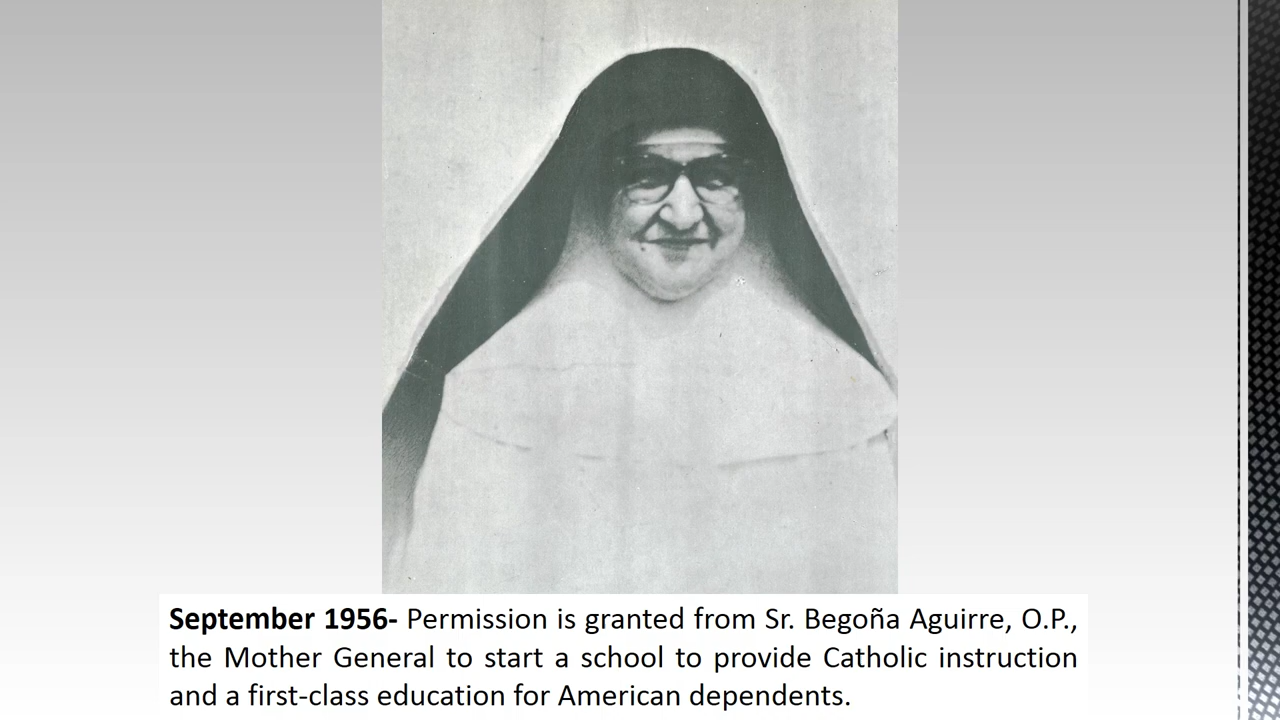 September 1956- Permission is granted from Sr. Begoña Aguirre, O.P.,
the Mother General to start a school to provide Catholic instruction
and a first-class education for American dependents.